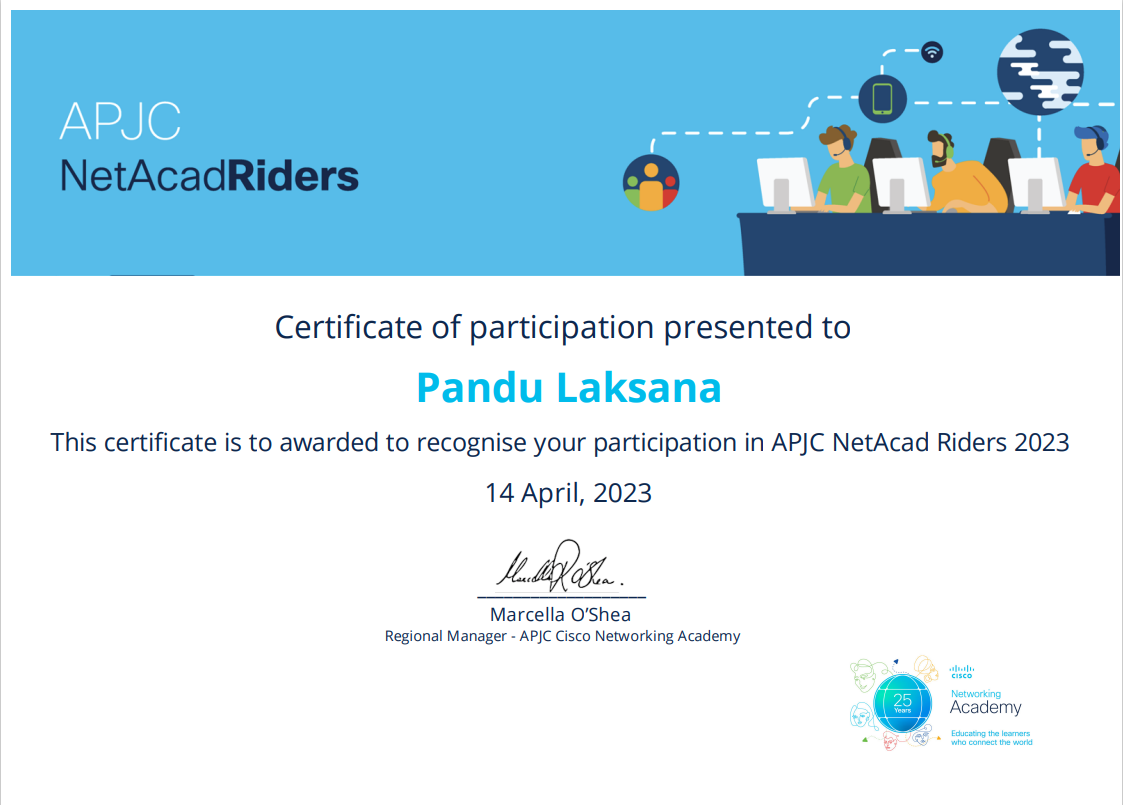 APJC
NetAcadRiders
Certificate of participation presented to
Pandu Laksana
This certificate is to awarded to recognise your participation in APJC NetAcad Riders 2023
14 April, 2023
Marcella O'Shea.
Marcella O’Shea
Regional Manager - APJC Cisco Networking Academy
25
Years
CISCO
Networking
Academy
Educating the learners
who connect the world